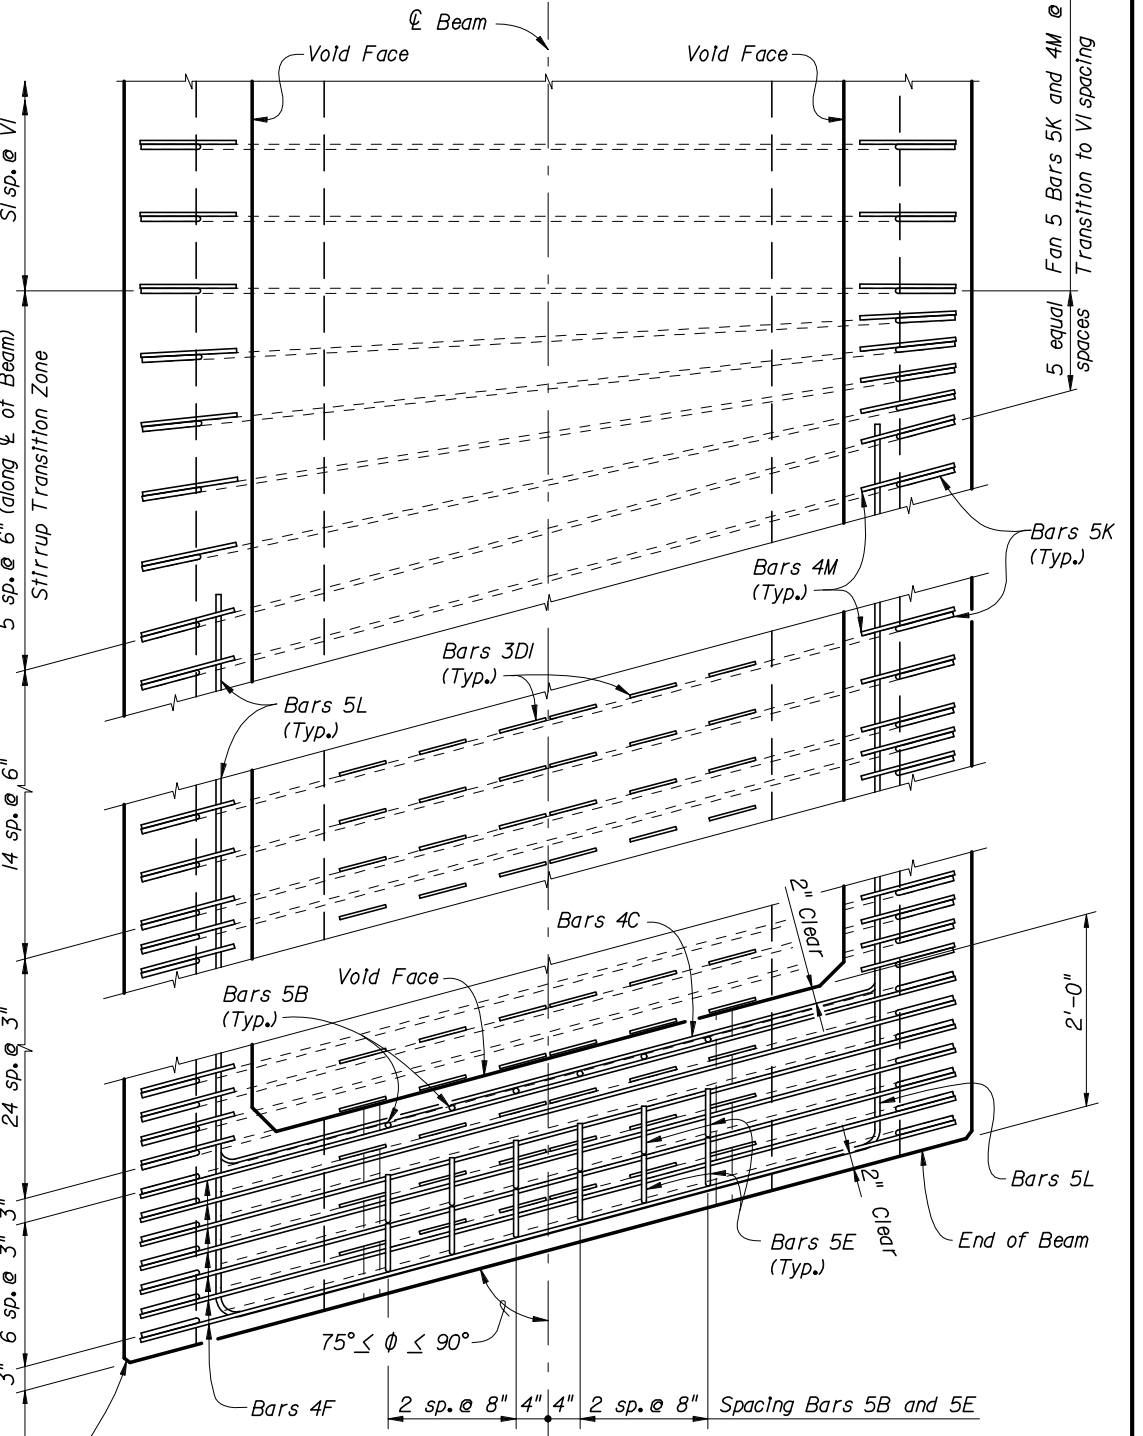 ℄ Beam
Void Face
Void Face
S1 sp. @ V1
Fan 5 Bars 5K and 4M @
Transition to V1 spacing
5 equal
spaces
5 sp. @ 6" (along ℄ of Beam)
Stirrup Transition Zone
Bars 5K
(Typ.)
Bars 4M
(Typ.)
Bars 3D1
(Typ.)
Bars 5L
(Typ.)
14 sp. @ 6"
2" Clear
Bars 4C
Void Face
Bars 5B
(Typ.)
2'-0"
24 sp. @ 3"
Bars 5L
2" Clear
End of Beam
Bars 5E
(Typ.)
3"
6 sp. @ 3"
3"
75° ≤ ϕ ≤ 90°
Bars 4F
2 sp. @ 8" 4" 4" 2 sp. @ 8" Spacing Bars 5B and 5E